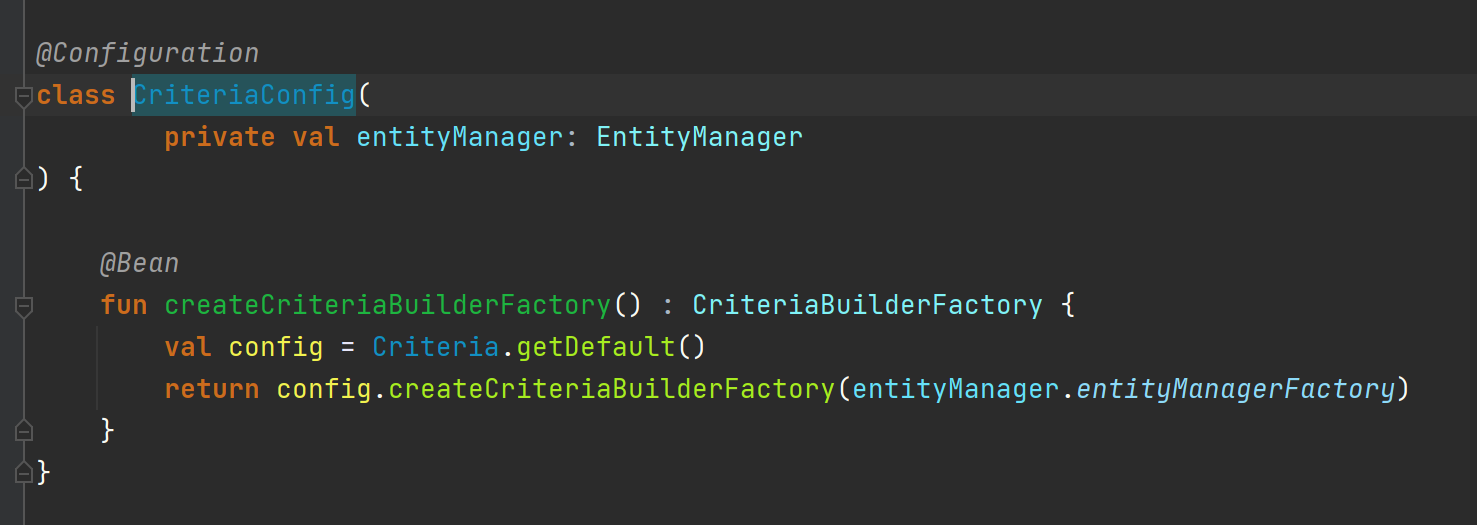 @Configuration
class CriteriaConfig(
        private val entityManager: EntityManager
) {
    @Bean
    fun createCriteriaBuilderFactory() : CriteriaBuilderFactory {
        val config = Criteria.getDefault()
        return config.createCriteriaBuilderFactory(entityManager.entityManagerFactory)
    }
}